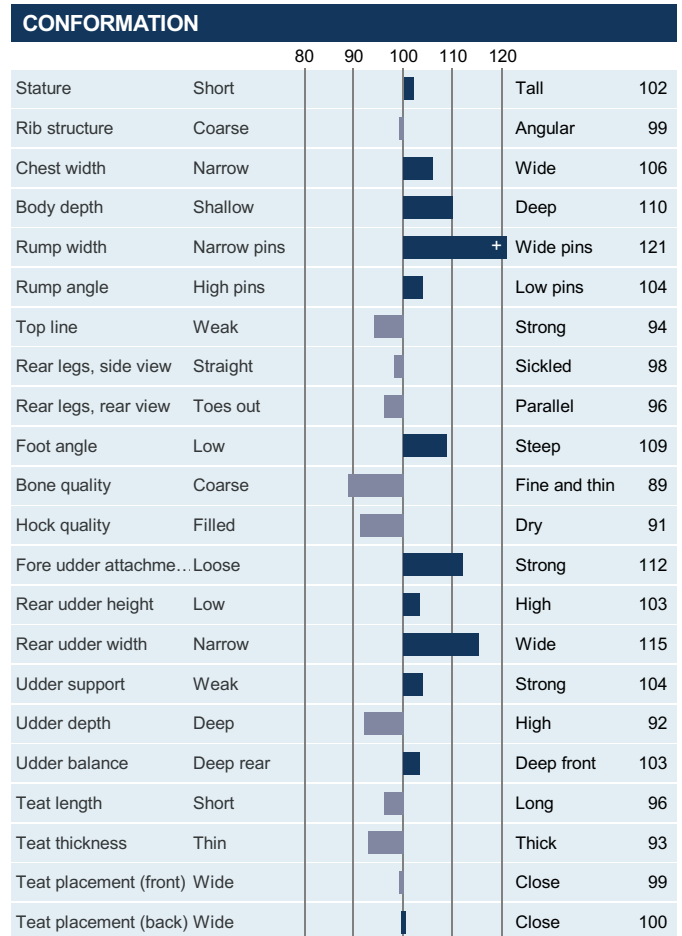 CONFORMATION
80 90 100 110 120
Stature Short Tall 102
Rib structure Coarse Angular 99
Chest width Narrow Wide 106
Body depth Shallow Deep 110
Rump width Narrow pins + Wide pins 121
Rump angle High pins Low pins 104
Top line Weak Strong 94
Rear legs, side view Straight Sickled 98
Rear legs, rear view Toes out Parallel 96
Foot angle Low Steep 109
Bone quality Coarse Fine and thin 89
Hock quality Filled Dry 91
Fore udder attachme... Loose Strong 112
Rear udder height Low High 103
Rear udder width Narrow Wide 115
Udder support Weak Strong 104
Udder depth Deep High 92
Udder balance Deep rear Deep front 103
Teat length Short Long 96
Teat thickness Thin Thick 93
Teat placement (front) Wide Close 99
Teat placement (back) Wide Close 100